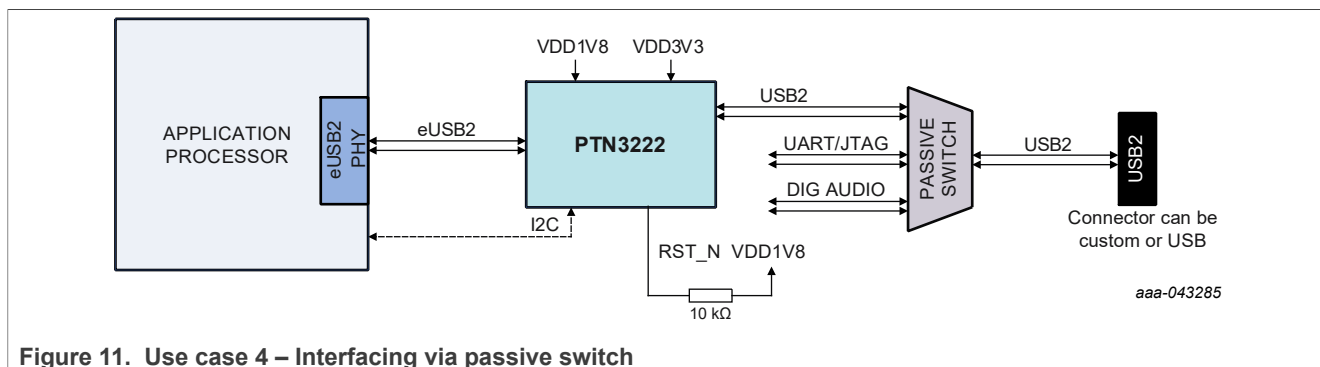 VDD1V8
VDD3V3
APPLICATION
PROCESSOR
eUSB2
PHY
eUSB2
PTN3222
USB2
UART/JTAG
DIG AUDIO
PASSIVE
SWITCH
USB2
USB2
Connector can be
custom or USB
I2C
RST_N
VDD1V8
10 kΩ
aaa-043285
Figure 11. Use case 4 – Interfacing via passive switch